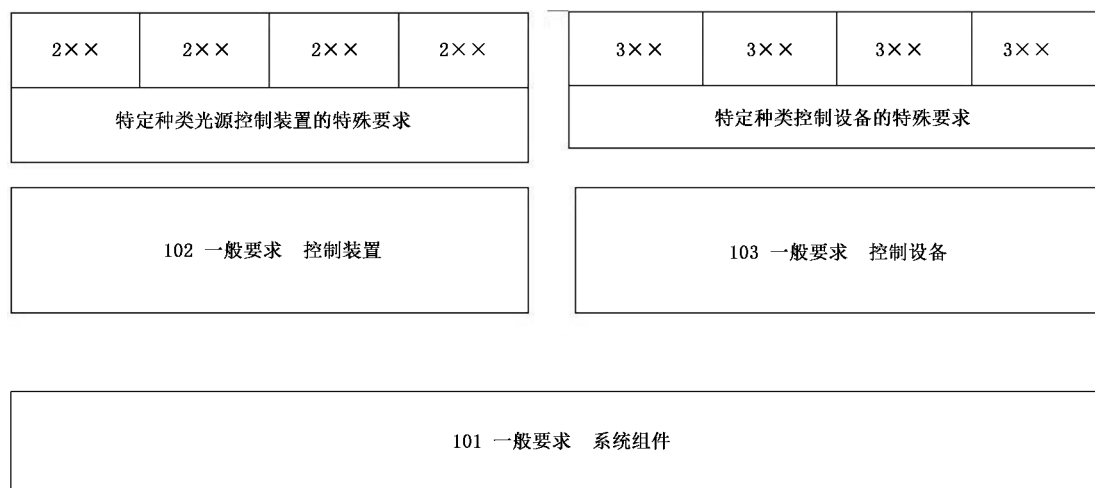 2×× 2×× 2×× 2××
特定种类光源控制装置的特殊要求
3×× 3×× 3×× 3××
特定种类控制设备的特殊要求
102 一般要求 控制装置
103 一般要求 控制设备
101 一般要求 系统组件